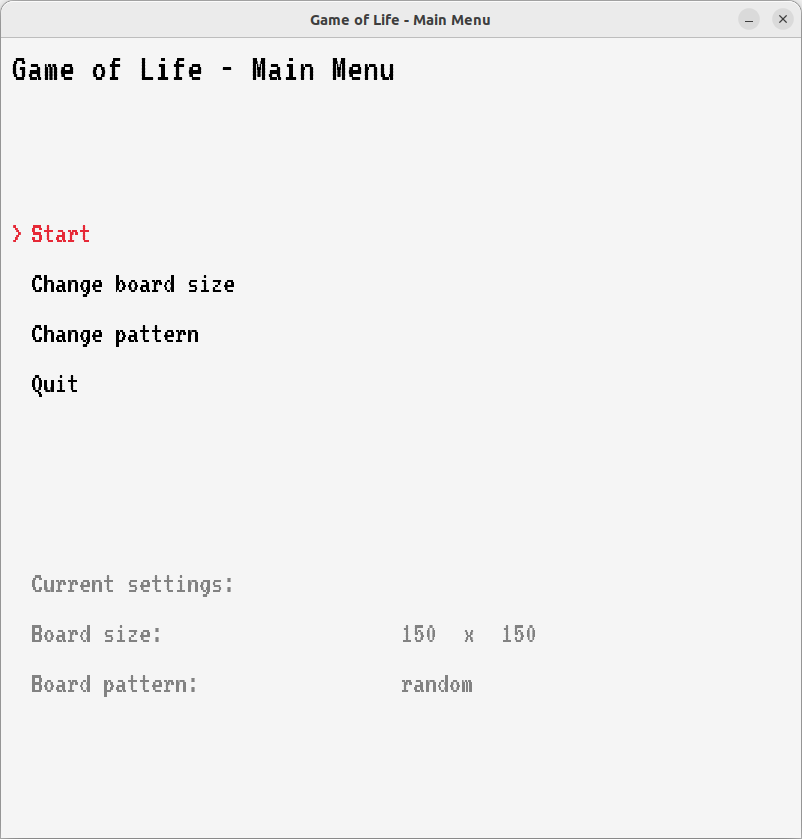 Game of Life - Main Menu
Game of Life - Main Menu
> Start
Change board size
Change pattern
Quit
Current settings:
Board size: 150 x 150
Board pattern: random